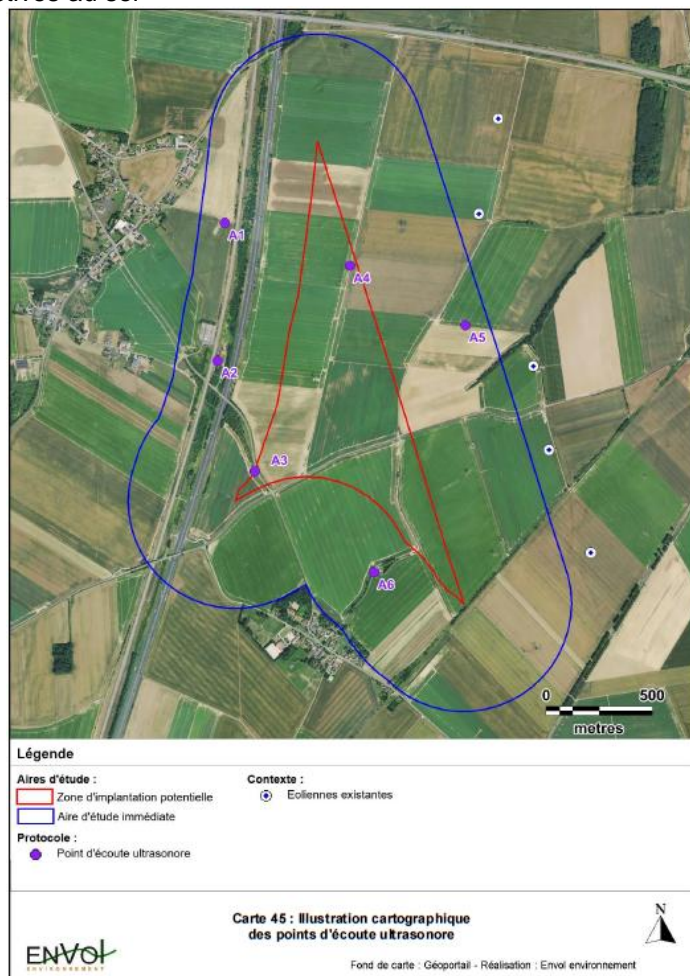 A1
A4
A5
A2
A3
A6
0 500
metres
Légende
Aires d'étude :
Zone d'implantation potentielle
Aire d'étude immédiate
Protocole :
Point d'écoute ultrasonore
Contexte :
Eoliennes existantes
Carte 45 : Illustration cartographique
des points d'écoute ultrasonore
N
ENVOL
ENVIRONNEMENT
Fond de carte : Géoportail - Réalisation : Envol environnement